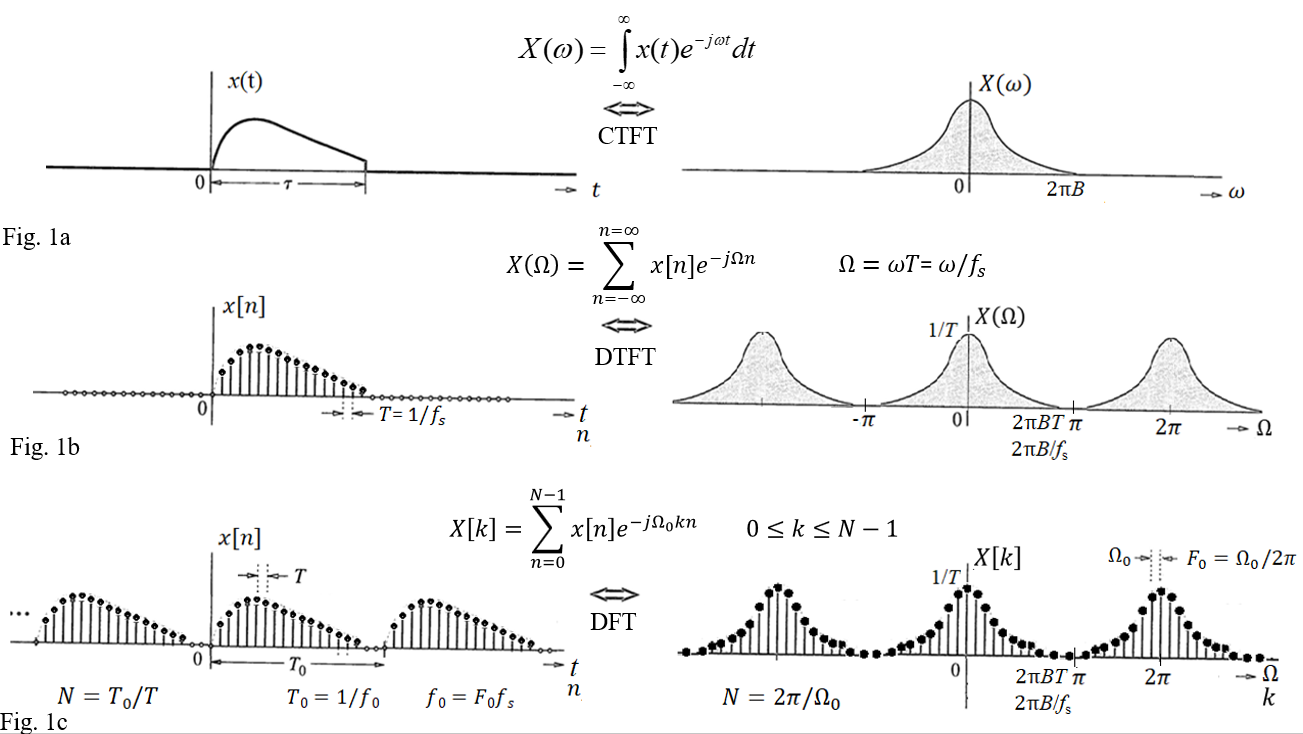 X(ω) = ∫_{-∞}^{∞} x(t)e^{-jωt} dt
x(t)
X(ω)
CTFT
0
τ
t
0
2πB
ω
Fig. 1a
X(Ω) = ∑_{n=-∞}^{n=∞} x[n]e^{-jΩn}
Ω = ωT= ω/f_s
x[n]
1/T
X(Ω)
DTFT
0
T= 1/f_s
t
n
-π
0
2πBT
π
2π
Ω
2πB/f_s
Fig. 1b
X[k] = ∑_{n=0}^{N-1} x[n]e^{-jΩ_0kn}
0 ≤ k ≤ N − 1
x[n]
T
1/T
X[k]
Ω_0
F_0 = Ω_0/2π
...
DFT
0
T_0
t
n
0
2πBT
π
2π
Ω
k
2πB/f_s
N = T_0/T
T_0 = 1/f_0
f_0 = F_0f_s
N = 2π/Ω_0
Fig. 1c